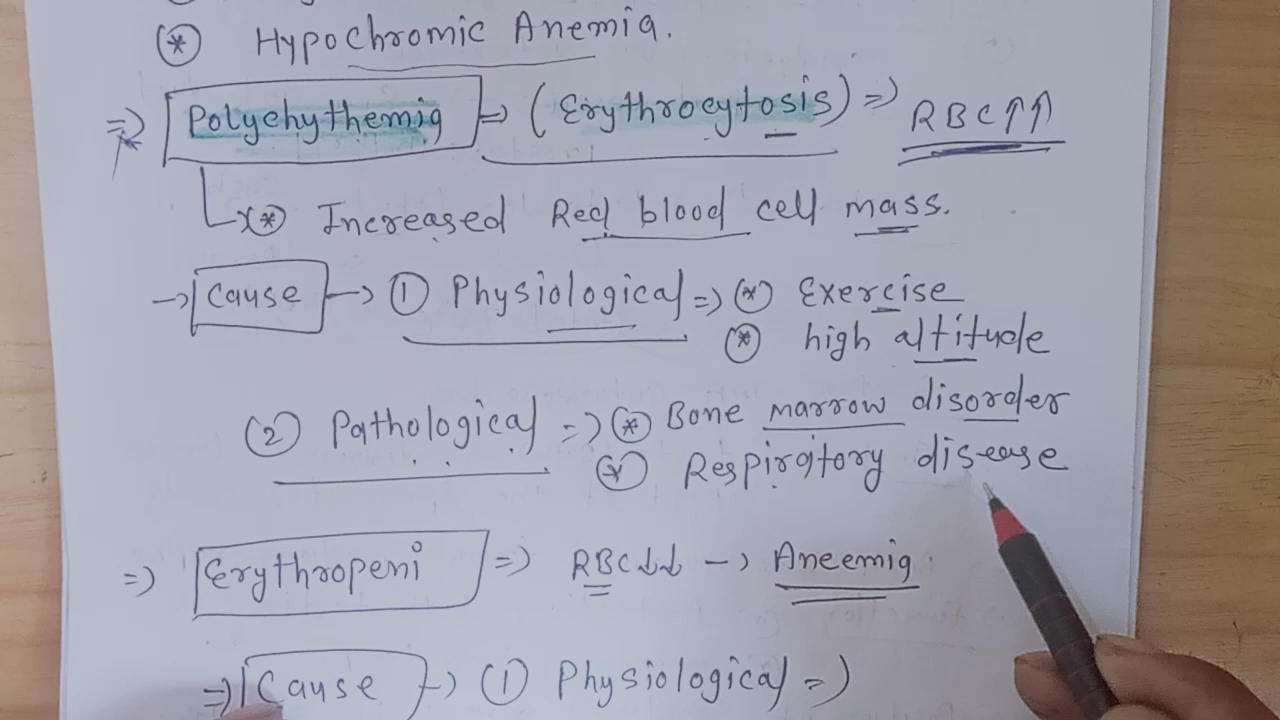 (*) Hypochromic Anemia.
=> Polychythemia -> (Erythrocytosis) => RBC↑↑
(*) Increased Red blood cell mass.
-> Cause -> (1) Physiological => (*) Exercise
(*) high altitude
(2) Pathological => (*) Bone marrow disorder
(*) Respiratory disease
=> Erythropeni => RBC↓↓ -> Aneemia
=> Cause -> (1) Physiological =>